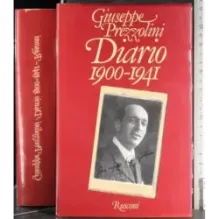 Giuseppe
Prezzolini
Diario
1900-1941
Rusconi